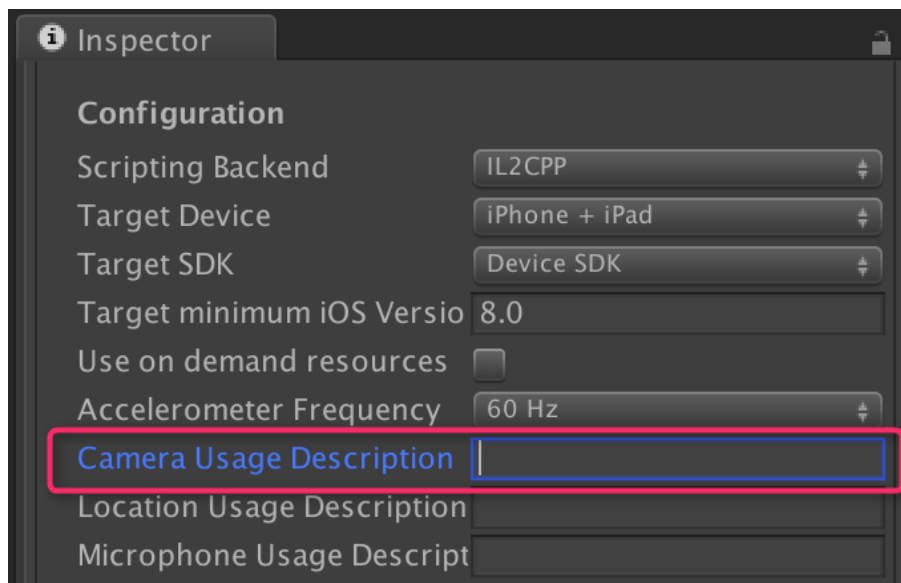 Inspector
Configuration
Scripting Backend IL2CPP
Target Device iPhone + iPad
Target SDK Device SDK
Target minimum iOS Versio 8.0
Use on demand resources
Accelerometer Frequency 60 Hz
Camera Usage Description
Location Usage Description
Microphone Usage Descript